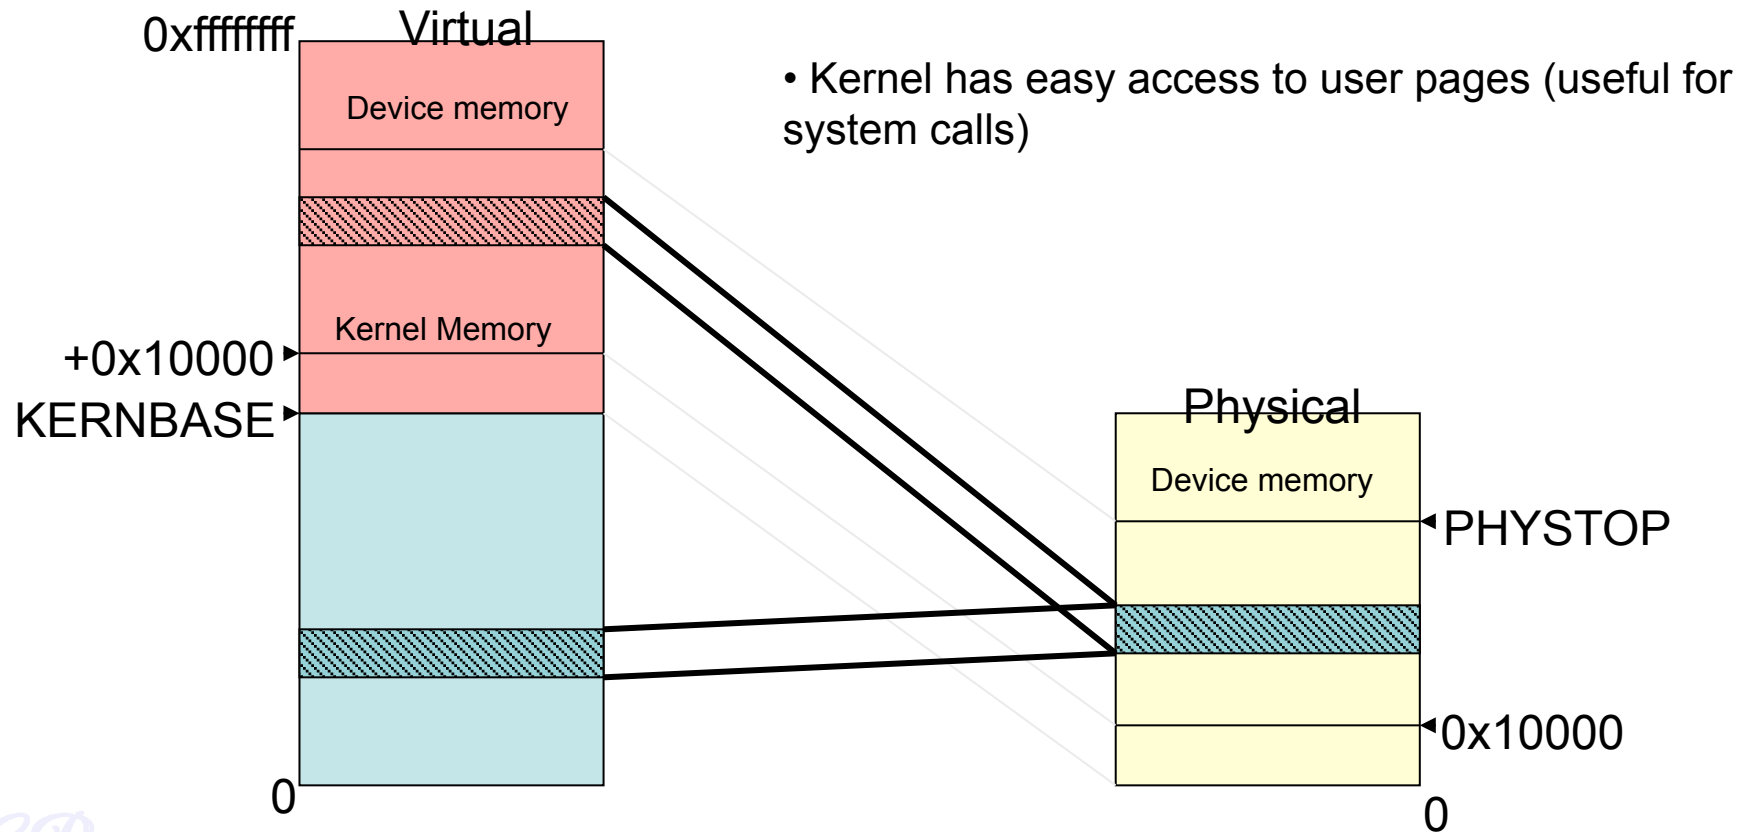 0xffffffff
Virtual
• Kernel has easy access to user pages (useful for
system calls)
Device memory
Kernel Memory
+0x10000
KERNBASE
Physical
Device memory
PHYSTOP
0x10000
0
0